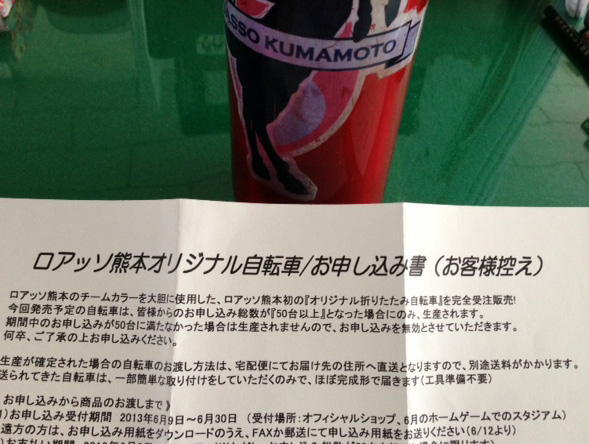 ASSO KUMAMOTO
ロアッソ熊本オリジナル自転車/お申し込み書（お客様控え）
ロアッソ熊本のチームカラーを大胆に使用した、ロアッソ熊本初の『オリジナル折りたたみ自転車』を完全受注販売!
今回発売予定の自転車は、皆様からのお申し込み総数が『50台以上』となった場合にのみ、生産されます。
期間中のお申し込みが50台に満たなかった場合は生産されませんので、お申し込みを無効とさせていただきます。
何卒、ご了承の上お申し込みください。
生産が確定された場合の自転車のお渡し方法は、宅配便にてお届け先の住所へ直送となりますので、別途送料がかかります。
送られてきた自転車は、一部簡単な取り付けをしていただくのみで、ほぼ完成形で届きます(工具準備不要)
お申し込みから商品のお渡しまで》
1)お申し込み受付期間 2013年6月9日～6月30日 （受付場所:オフィシャルショップ、6月のホームゲームでのスタジアム）
遠方の方は、お申し込み用紙をダウンロードのうえ、FAXか郵送にて申し込み用紙をお送りください(6/12より)